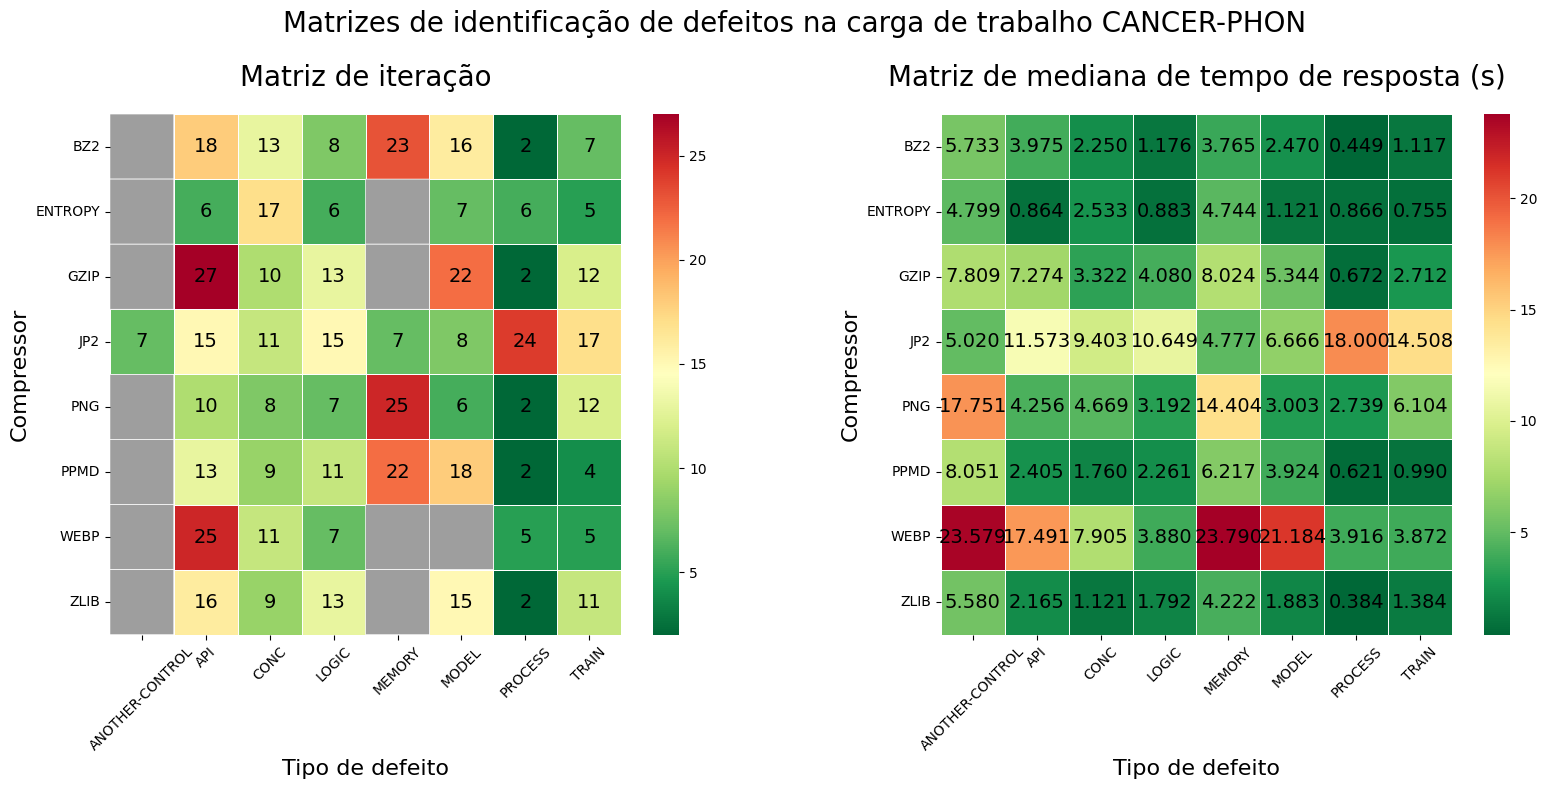 Matrizes de identificação de defeitos na carga de trabalho CANCER-PHON
Matriz de iteração
Compressor
BZ2 18 13 8 23 16 2 7
ENTROPY 6 17 6 7 6 5
GZIP 27 10 13 22 2 12
JP2 7 15 11 15 7 8 24 17
PNG 10 8 7 25 6 2 12
PPMD 13 9 11 22 18 2 4
WEBP 25 11 7 5 5
ZLIB 16 9 13 15 2 11
ANOTHER-CONTROL API CONC LOGIC MEMORY MODEL PROCESS TRAIN
Tipo de defeito
25
20
15
10
5
Matriz de mediana de tempo de resposta (s)
Compressor
BZ2 5.733 3.975 2.250 1.176 3.765 2.470 0.449 1.117
ENTROPY 4.799 0.864 2.533 0.883 4.744 1.121 0.866 0.755
GZIP 7.809 7.274 3.322 4.080 8.024 5.344 0.672 2.712
JP2 5.020 11.573 9.403 10.649 4.777 6.666 18.000 14.508
PNG 17.751 4.256 4.669 3.192 14.404 3.003 2.739 6.104
PPMD 8.051 2.405 1.760 2.261 6.217 3.924 0.621 0.990
WEBP 23.579 17.491 7.905 3.880 23.790 21.184 3.916 3.872
ZLIB 5.580 2.165 1.121 1.792 4.222 1.883 0.384 1.384
ANOTHER-CONTROL API CONC LOGIC MEMORY MODEL PROCESS TRAIN
Tipo de defeito
20
15
10
5